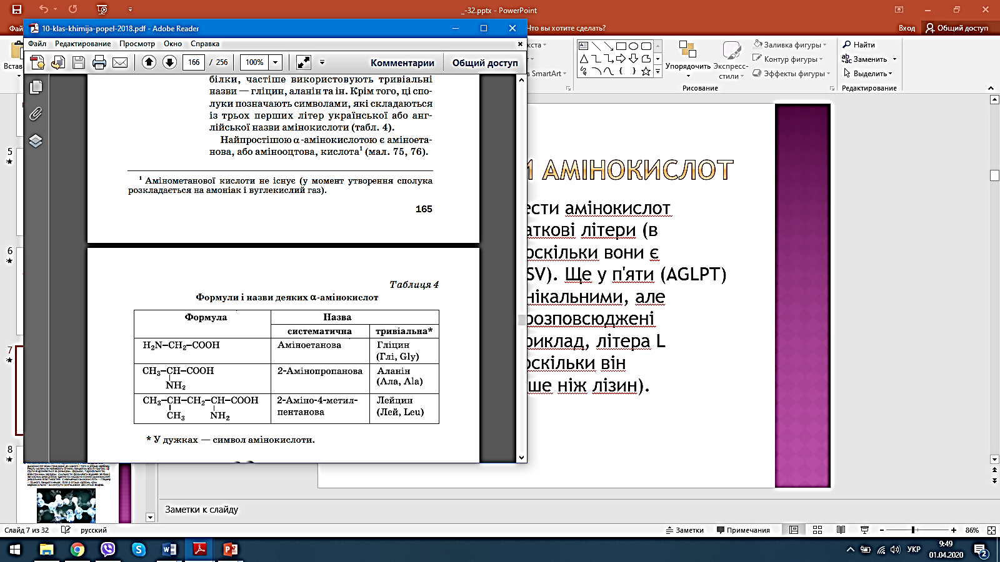 _-32.pptx - PowerPoint
Фай
Что вы хотите сделать?
Вход
Общий доступ
10-klas-khimija-popel-2018.pdf - Adobe Reader
Файл Редактирование Просмотр Окно Справка
166 / 256
100%
Комментарии
Общий доступ
Встав
кста
в SmartArt
Упорядочить
Экспресс-
стили
Заливка фигуры
Контур фигуры
Эффекты фигуры
Рисование
Найти
Заменить
Выделить
Редактирование
білки, частіше використовують тривіальні
назви — гліцин, аланін та ін. Крім того, ці спо-
луки позначають символами, які складаються
із трьох перших літер української або анг-
лійської назви амінокислоти (табл. 4).
Найпростішою α-амінокислотою є аміноета-
нова, або амінооцтова, кислота¹ (мал. 75, 76).
¹ Амінометанової кислоти не існує (у момент утворення сполука
розкладається на амоніак і вуглекислий газ).
165
Таблиця 4
Формули і назви деяких α-амінокислот
Формула
Назва
систематична
тривіальна*
H₂N–CH₂–COOH
Аміноетанова
Гліцин
(Глі, Gly)
CH₃–CH–COOH
NH₂
2-Амінопропанова
Аланін
(Ала, Ala)
CH₃–CH–CH₂–CH–COOH
CH₃ NH₂
2-Аміно-4-метил-
пентанова
Лейцин
(Лей, Leu)
* У дужках — символ амінокислоти.
И АМІНОКИСЛОТ
ести амінокислот
аткові літери (в
оскільки вони є
SV). Ще у п'яти (AGLPT)
нікальними, але
розповсюджені
риклад, літера L
оскільки він
ше ніж лізин).
5
6
7
8
Заметки к слайду
Слайд 7 из 32
русский
Заметки
Примечания
86%
УКР
9:49
01.04.2020
2